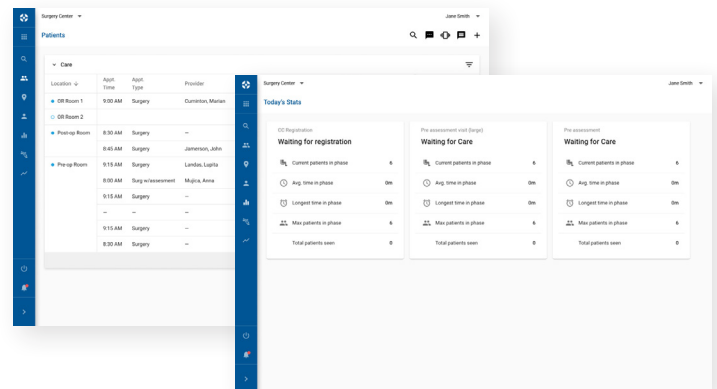 Surgery Center
Jane Smith
Patients
Care
Location
Appt. Time
Appt. Type
Provider
OR Room 1 9:00 AM Surgery Curninton, Marian
OR Room 2
Post-op Room 8:30 AM Surgery –
8:45 AM Surgery Jamerson, John
Pre-op Room 9:15 AM Surgery Landas, Lupita
8:00 AM Surg w/assesment Mujica, Anna
9:15 AM Surgery –
– – –
9:15 AM Surgery –
8:30 AM Surgery –
Surgery Center
Jane Smith
Today's Stats
Registration
Waiting for registration
Current patients in phase 6
Avg. time in phase 0m
Longest time in phase 0m
Max patients in phase 6
Total patients seen 0
Pre assessment visit (large)
Waiting for Care
Current patients in phase 6
Avg. time in phase 0m
Longest time in phase 0m
Max patients in phase 6
Total patients seen 0
Pre assessment
Waiting for Care
Current patients in phase 6
Avg. time in phase 0m
Longest time in phase 0m
Max patients in phase 6
Total patients seen 0